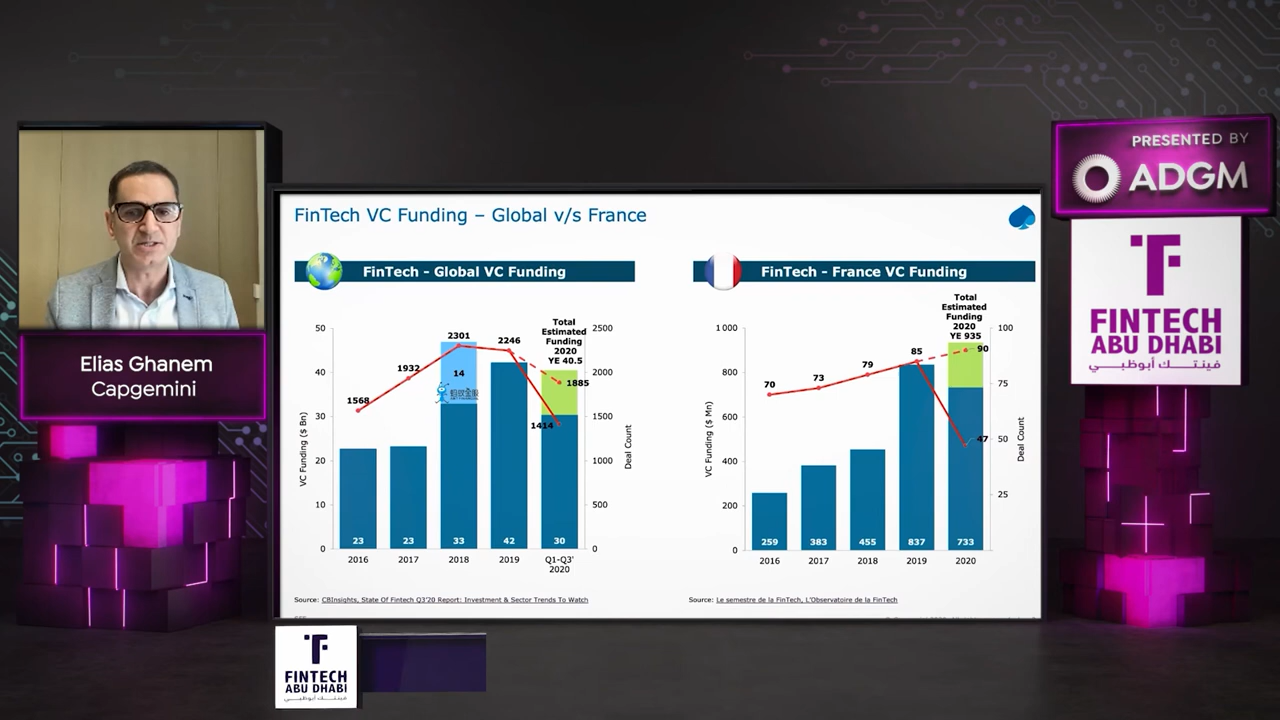 PRESENTED BY
ADGM
FINTECH
ABU DHABI
فينتك أبوظبي
Elias Ghanem
Capgemini
FinTech VC Funding – Global v/s France
FinTech - Global VC Funding
50
40
30
20
10
0
VC Funding ($ Bn)
2500
2000
1500
1000
500
0
Deal Count
1568
1932
2301
2246
1885
1414
Total
Estimated
Funding
2020
YE 40.5
14
蚂蚁金服
23
23
33
42
30
2016
2017
2018
2019
Q1-Q3'
2020
Source: CBInsights, State Of Fintech Q3'20 Report: Investment & Sector Trends To Watch
FinTech - France VC Funding
1 000
800
600
400
200
0
VC Funding ($ Mn)
100
75
50
25
Deal Count
70
73
79
85
90
47
Total
Estimated
Funding
2020
YE 935
259
383
455
837
733
2016
2017
2018
2019
2020
Source: Le semestre de la FinTech, L'Observatoire de la FinTech
FINTECH
ABU DHABI
فينتك أبوظبي